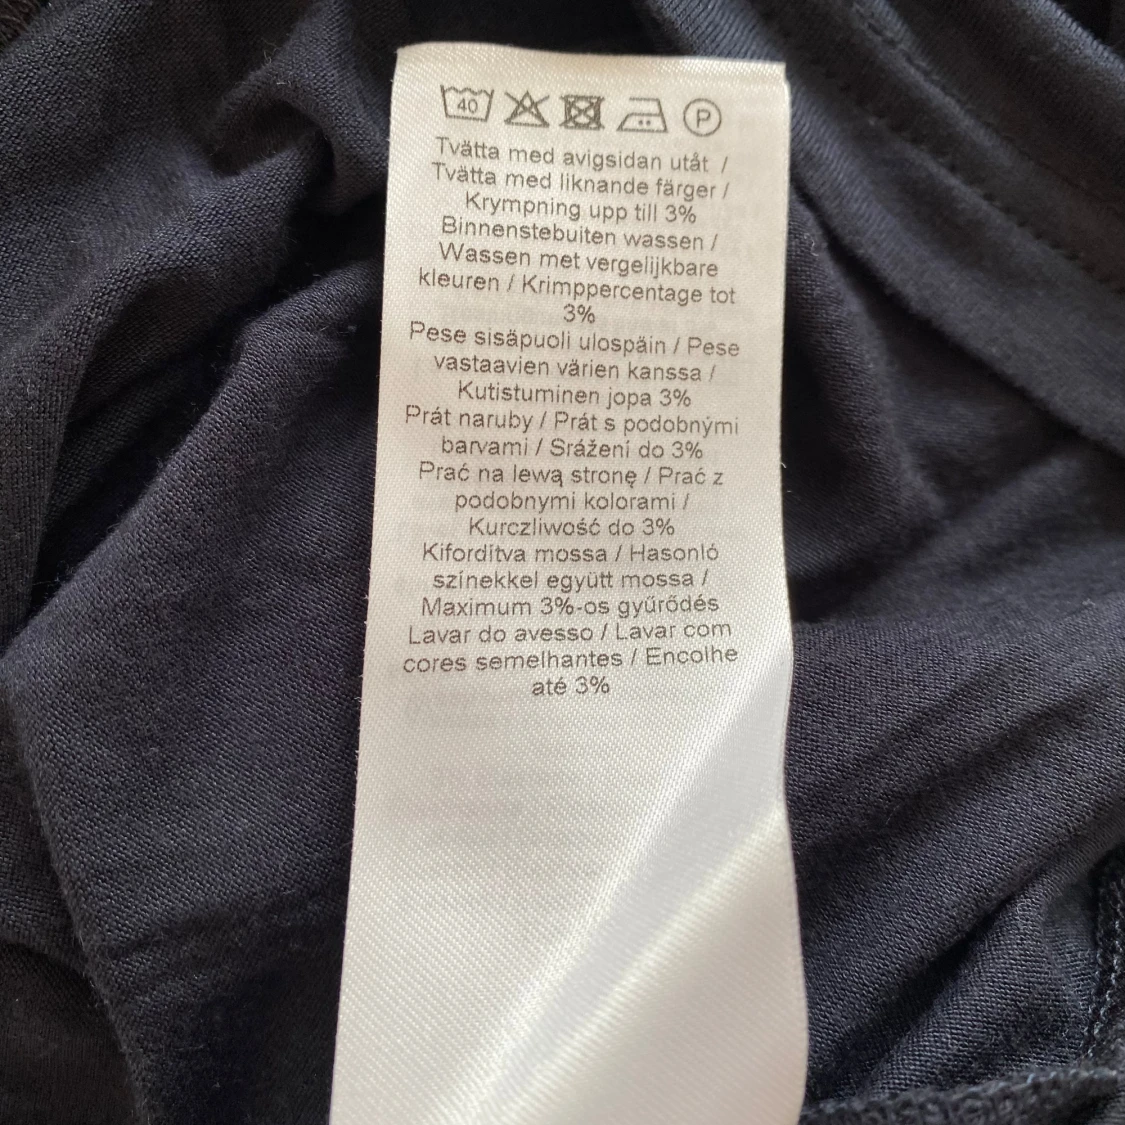 40
P
Tvätta med avigsidan utåt /
Tvätta med liknande färger /
Krympning upp till 3%
Binnenstebuiten wassen /
Wassen met vergelijkbare
kleuren / Krimppercentage tot
3%
Pese sisäpuoli ulospäin / Pese
vastaavien värien kanssa /
Kutistuminen jopa 3%
Prát naruby / Prát s podobnými
barvami / Srážení do 3%
Prać na lewą stronę / Prać z
podobnymi kolorami /
Kurczliwość do 3%
Kifordítva mossa / Hasonló
színekkel együtt mossa /
Maximum 3%-os gyűrődés
Lavar do avesso / Lavar com
cores semelhantes / Encolhe
até 3%